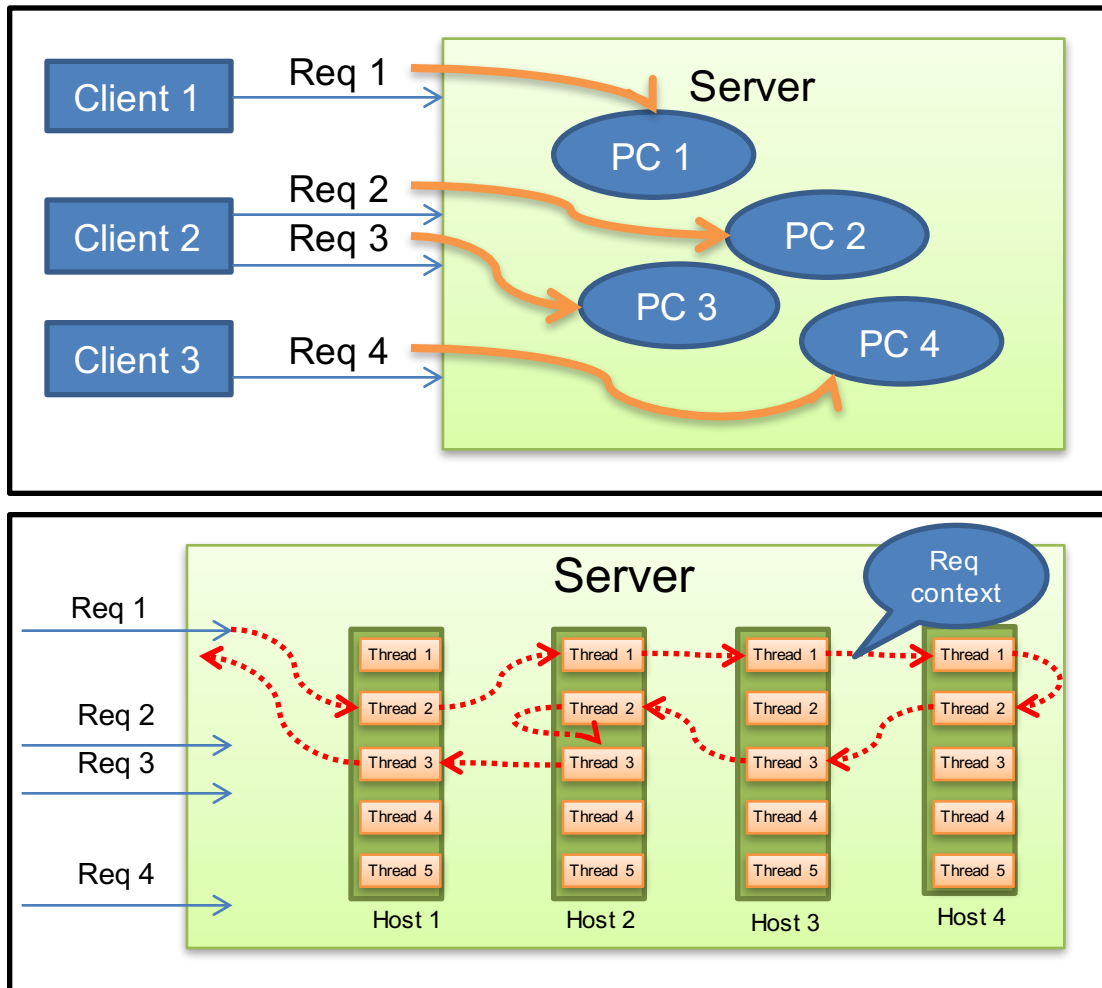 Client 1
Req 1
Server
PC 1
Client 2
Req 2
Req 3
PC 2
PC 3
Client 3
Req 4
PC 4
Server
Req
context
Req 1
Req 2
Req 3
Req 4
Thread 1
Thread 2
Thread 3
Thread 4
Thread 5
Host 1
Thread 1
Thread 2
Thread 3
Thread 4
Thread 5
Host 2
Thread 1
Thread 2
Thread 3
Thread 4
Thread 5
Host 3
Thread 1
Thread 2
Thread 3
Thread 4
Thread 5
Host 4